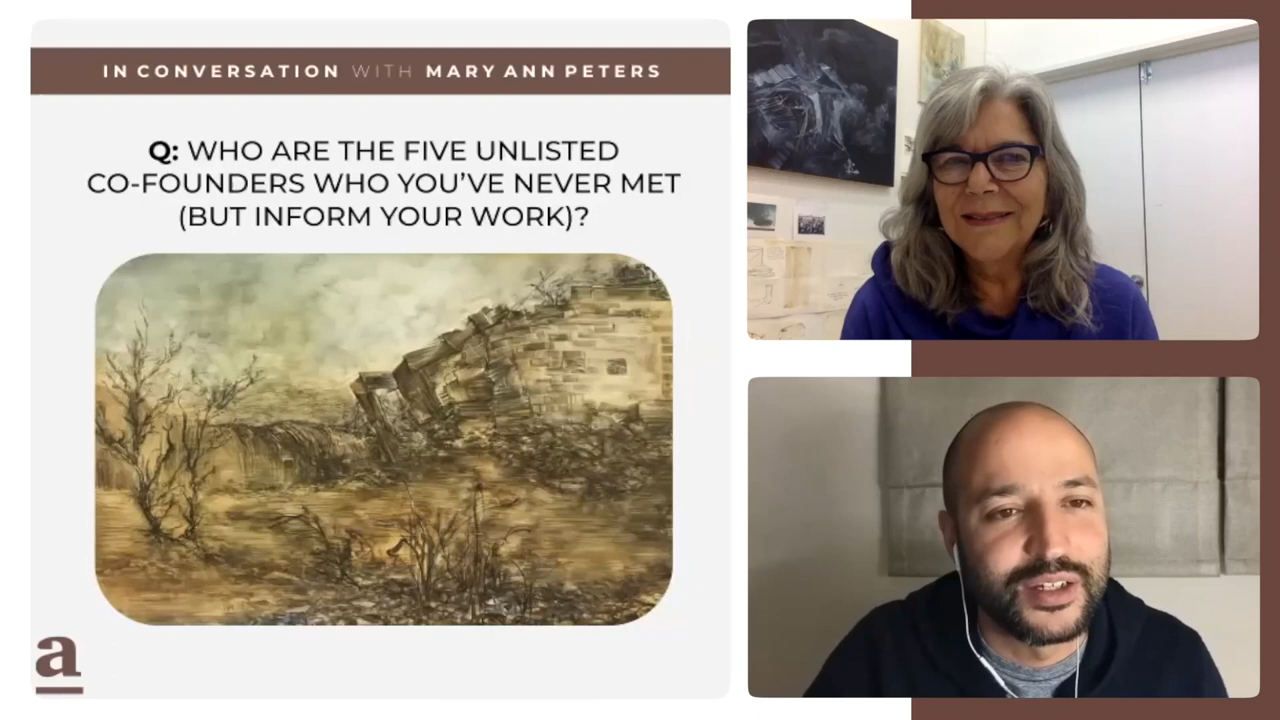 IN CONVERSATION WITH MARY ANN PETERS
Q: WHO ARE THE FIVE UNLISTED
CO-FOUNDERS WHO YOU’VE NEVER MET
(BUT INFORM YOUR WORK)?
a